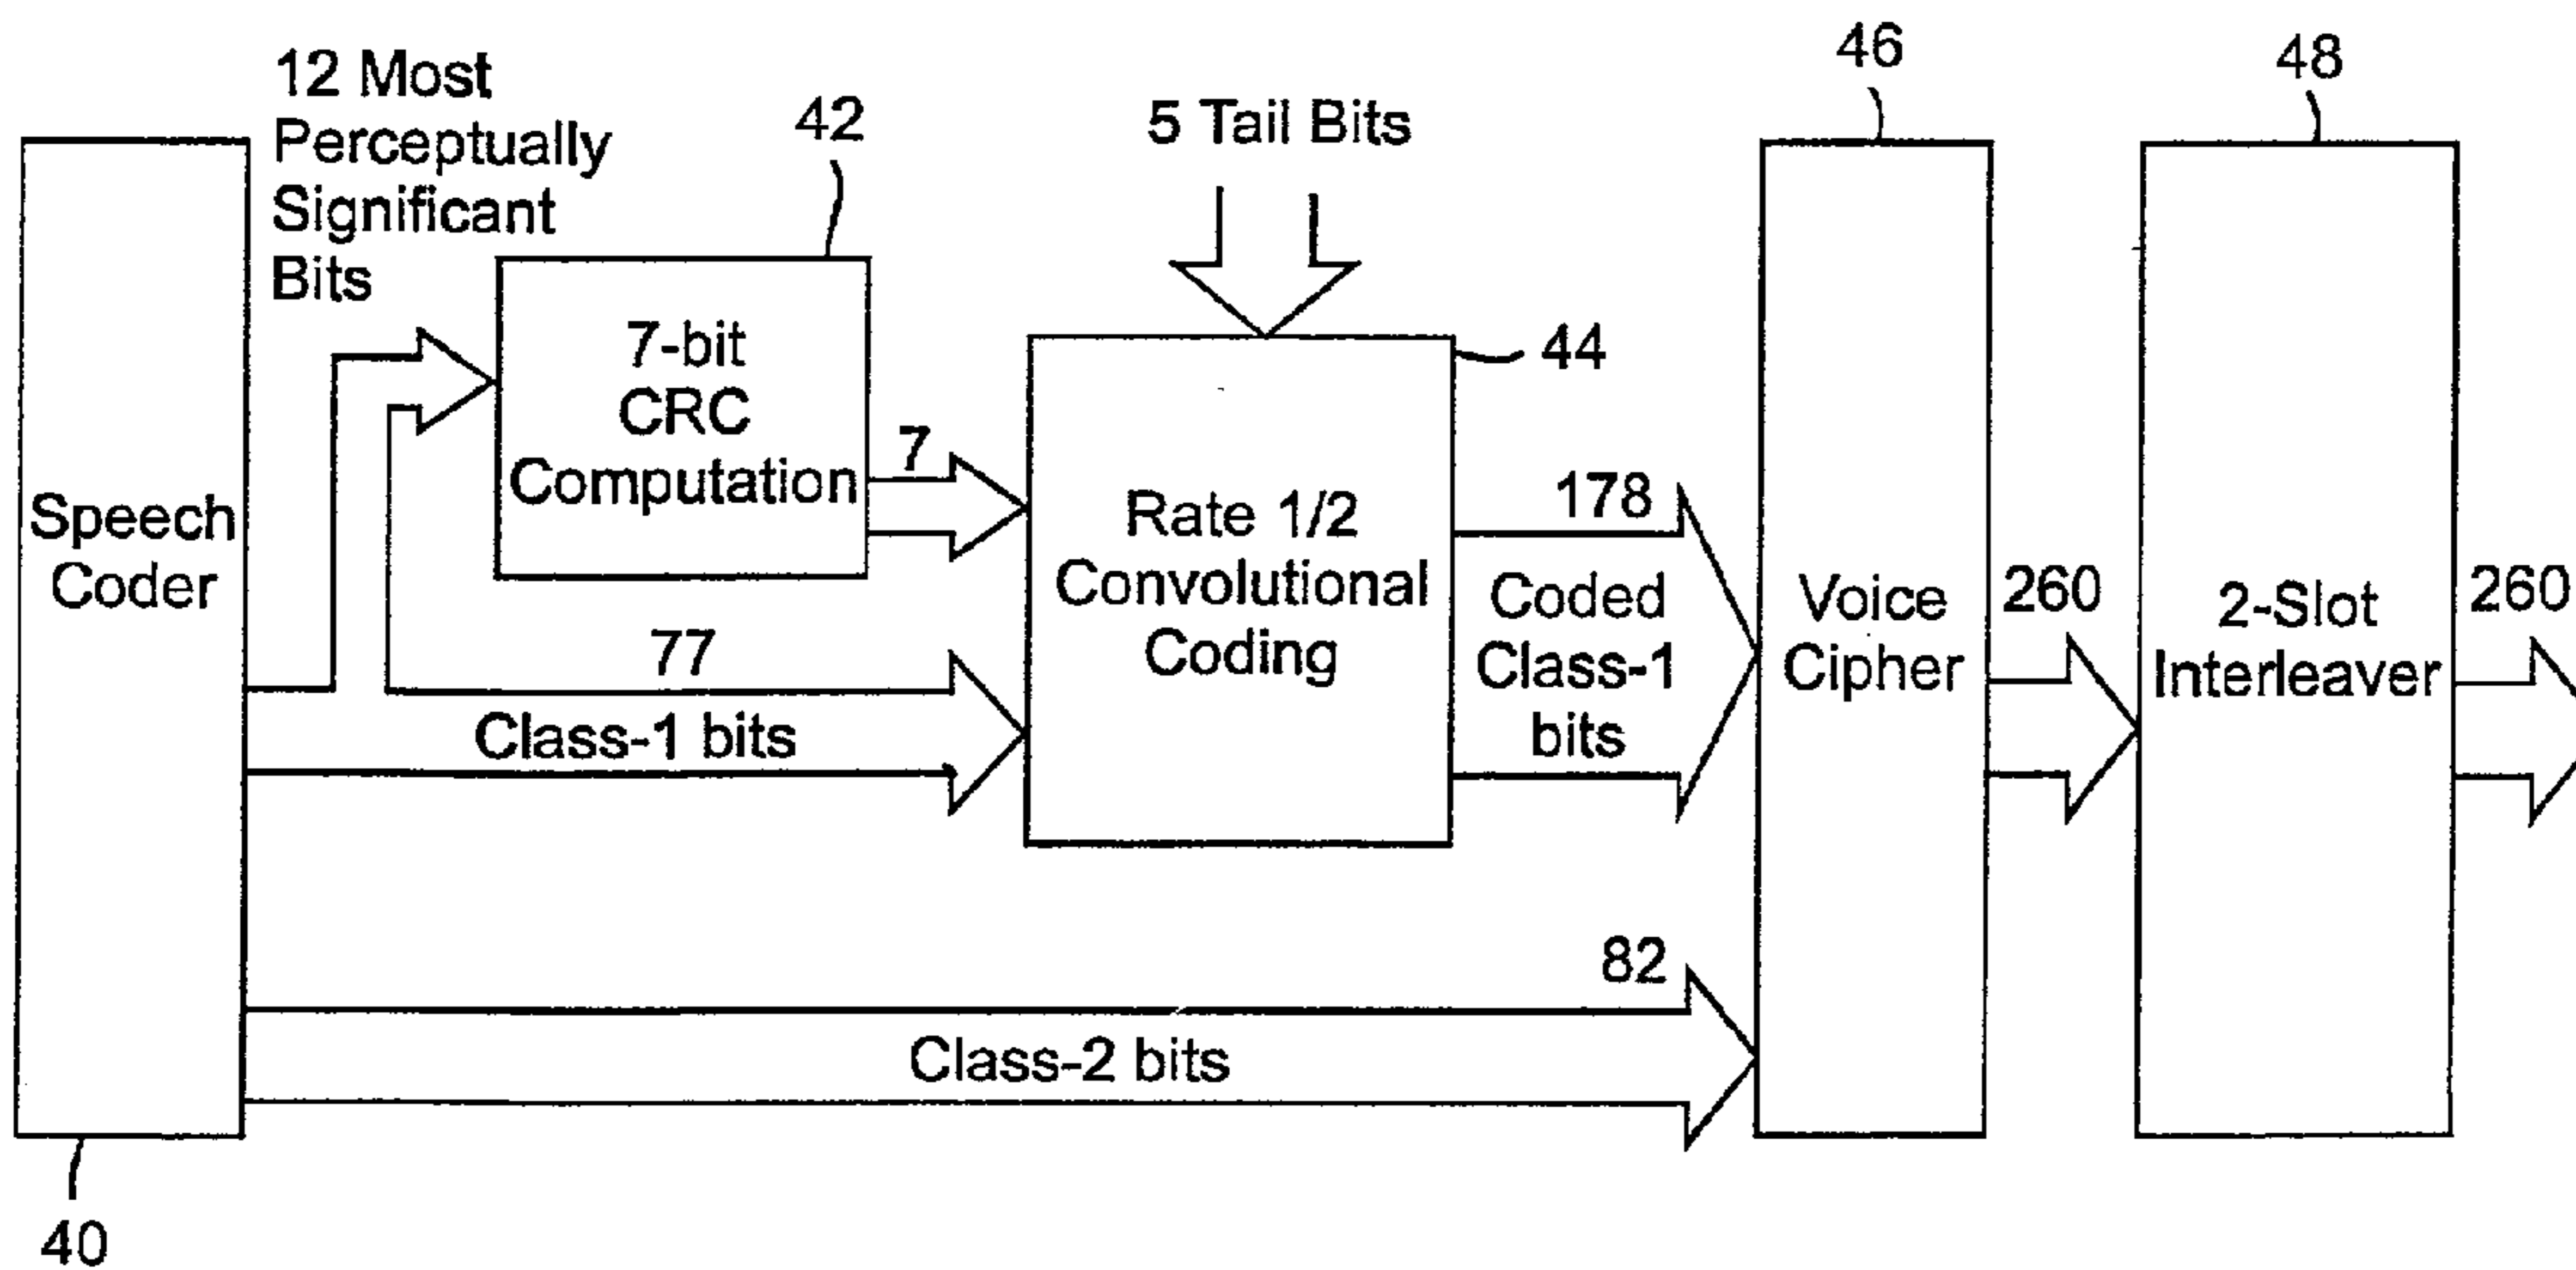 12 Most
Perceptually
Significant
Bits
42
5 Tail Bits
46
48
7-bit
CRC
Computation
44
7
Speech
Coder
Rate 1/2
Convolutional
Coding
178
Coded
Class-1
bits
Voice
Cipher
260
2-Slot
Interleaver
260
77
Class-1 bits
82
Class-2 bits
40